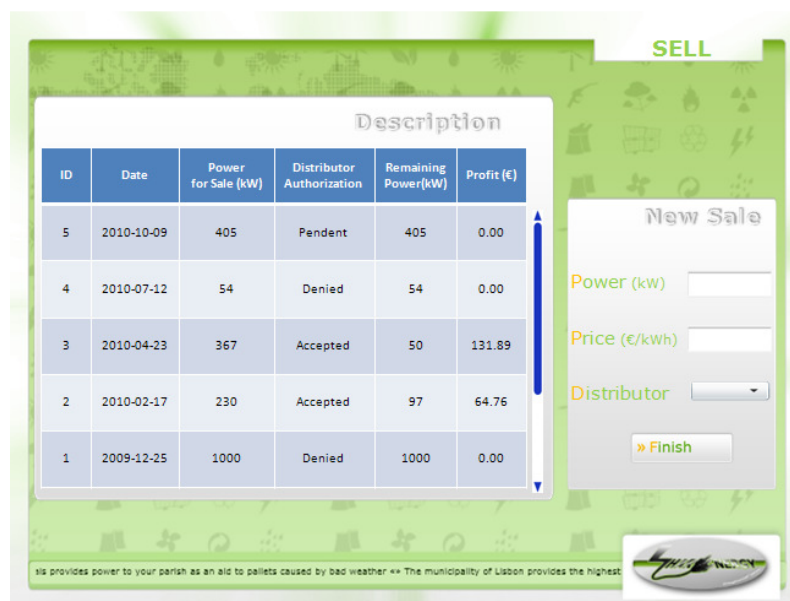 SELL
Description
ID Date Power for Sale (kW) Distributor Authorization Remaining Power(kW) Profit (€)
5 2010-10-09 405 Pendent 405 0.00
4 2010-07-12 54 Denied 54 0.00
3 2010-04-23 367 Accepted 50 131.89
2 2010-02-17 230 Accepted 97 64.76
1 2009-12-25 1000 Denied 1000 0.00
New Sale
Power (kW)
Price (€/kWh)
Distributor
» Finish
sis provides power to your parish as an aid to pallets caused by bad weather «» The municipality of Lisbon provides the highest